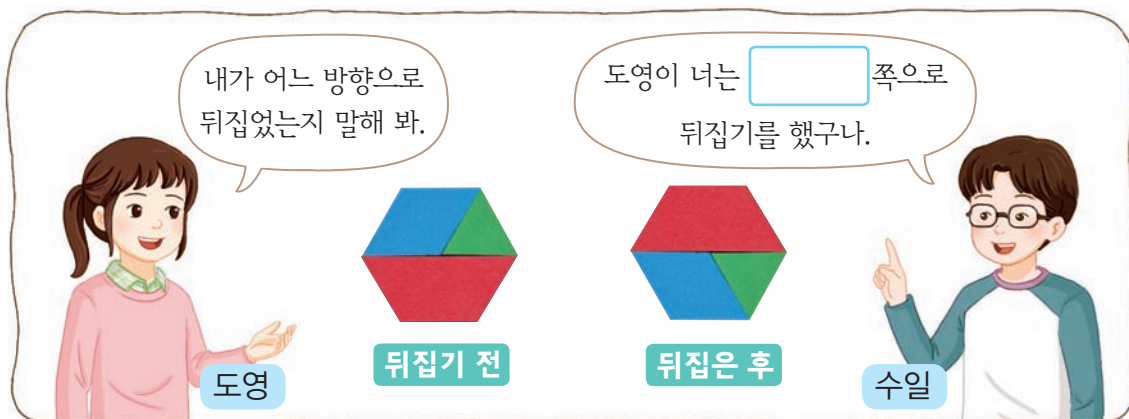 내가 어느 방향으로
뒤집었는지 말해 봐.
도영이 너는 쪽으로
뒤집기를 했구나.
뒤집기 전
뒤집은 후
도영
수일